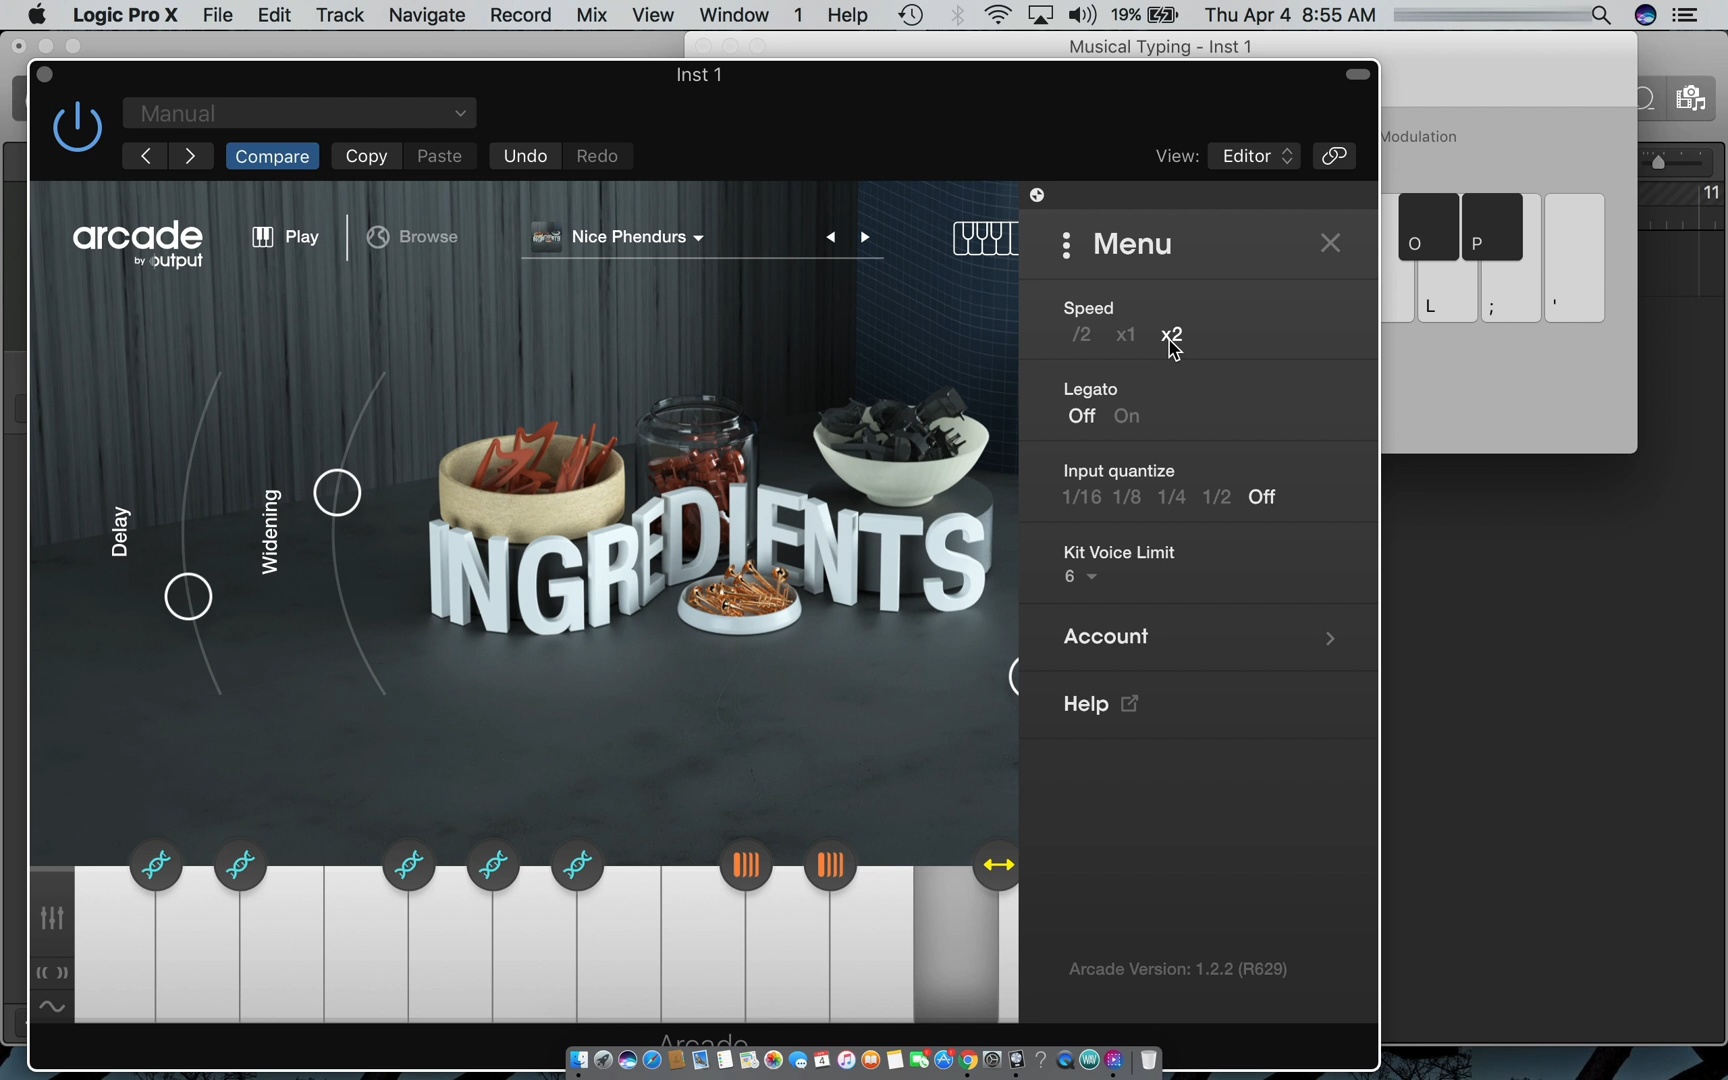 Logic Pro X File Edit Track Navigate Record Mix View Window 1 Help 19% Thu Apr 4 8:55 AM
Musical Typing - Inst 1
Inst 1
Manual
Compare Copy Paste Undo Redo View: Editor
Modulation
11
arcade
by output
Play Browse Nice Phendurs
Menu
O P
L ; '
Speed
/2 x1 x2
Legato
Off On
Input quantize
1/16 1/8 1/4 1/2 Off
Delay
Widening
INGREDIENTS
Kit Voice Limit
6
Account
Help
Arcade Version: 1.2.2 (R629)
Arcade